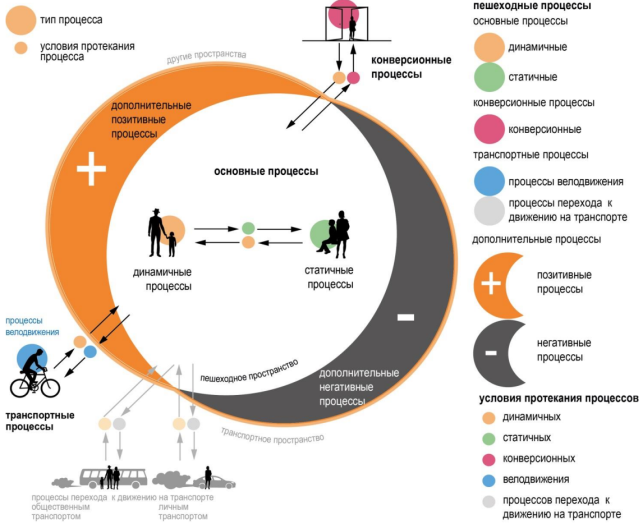 тип процесса
условия протекания
процесса
другие пространства
конверсионные
процессы
дополнительные
позитивные
процессы
+
основные процессы
динамичные
процессы
статичные
процессы
-
процессы
велодвижения
транспортные
процессы
пешеходное пространство
дополнительные
негативные
процессы
транспортное пространство
процессы перехода к движению
общественным
транспортом
на транспорте
личным
транспортом
пешеходные процессы
основные процессы
динамичные
статичные
конверсионные процессы
конверсионные
транспортные процессы
процессы велодвижения
процессы перехода к
движению на транспорте
дополнительные процессы
+
позитивные
процессы
-
негативные
процессы
условия протекания процессов
динамичных
статичных
конверсионных
велодвижения
процессов перехода к
движению на транспорте